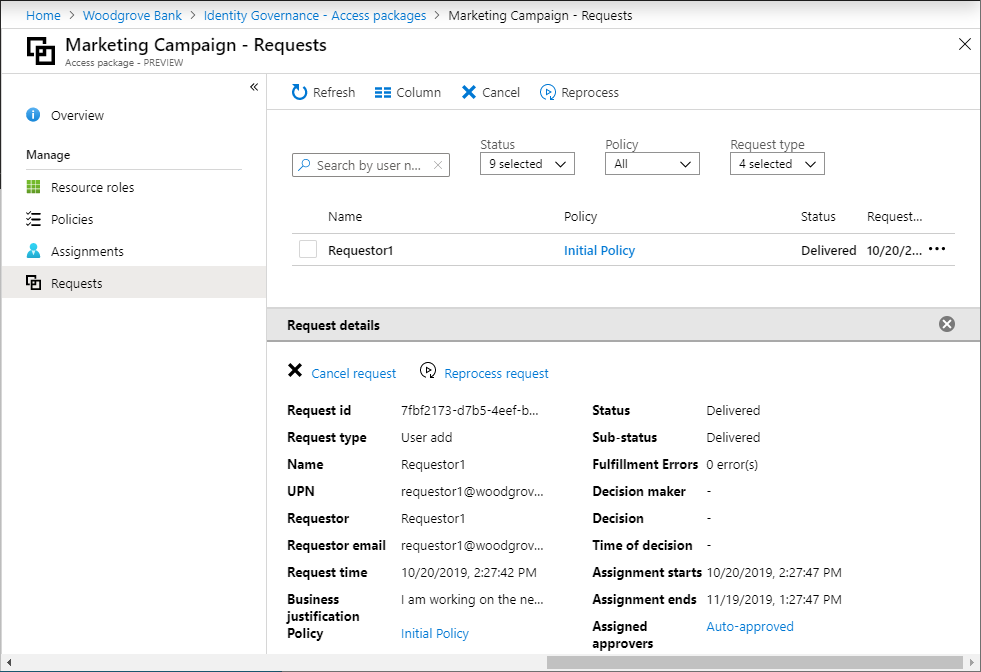 Home > Woodgrove Bank > Identity Governance - Access packages > Marketing Campaign - Requests
Marketing Campaign - Requests
Access package - PREVIEW
«
Overview
Manage
Resource roles
Policies
Assignments
Requests
Refresh Column Cancel Reprocess
Status Policy Request type
Search by user n... 9 selected All 4 selected
Name Policy Status Request...
Requestor1 Initial Policy Delivered 10/20/2... •••
Request details
Cancel request Reprocess request
Request id 7fbf2173-d7b5-4eef-b... Status Delivered
Request type User add Sub-status Delivered
Name Requestor1 Fulfillment Errors 0 error(s)
UPN requestor1@woodgrov... Decision maker -
Requestor Requestor1 Decision -
Requestor email requestor1@woodgrov... Time of decision -
Request time 10/20/2019, 2:27:42 PM Assignment starts 10/20/2019, 2:27:47 PM
Business I am working on the ne... Assignment ends 11/19/2019, 1:27:47 PM
justification
Policy Initial Policy Assigned Auto-approved
approvers